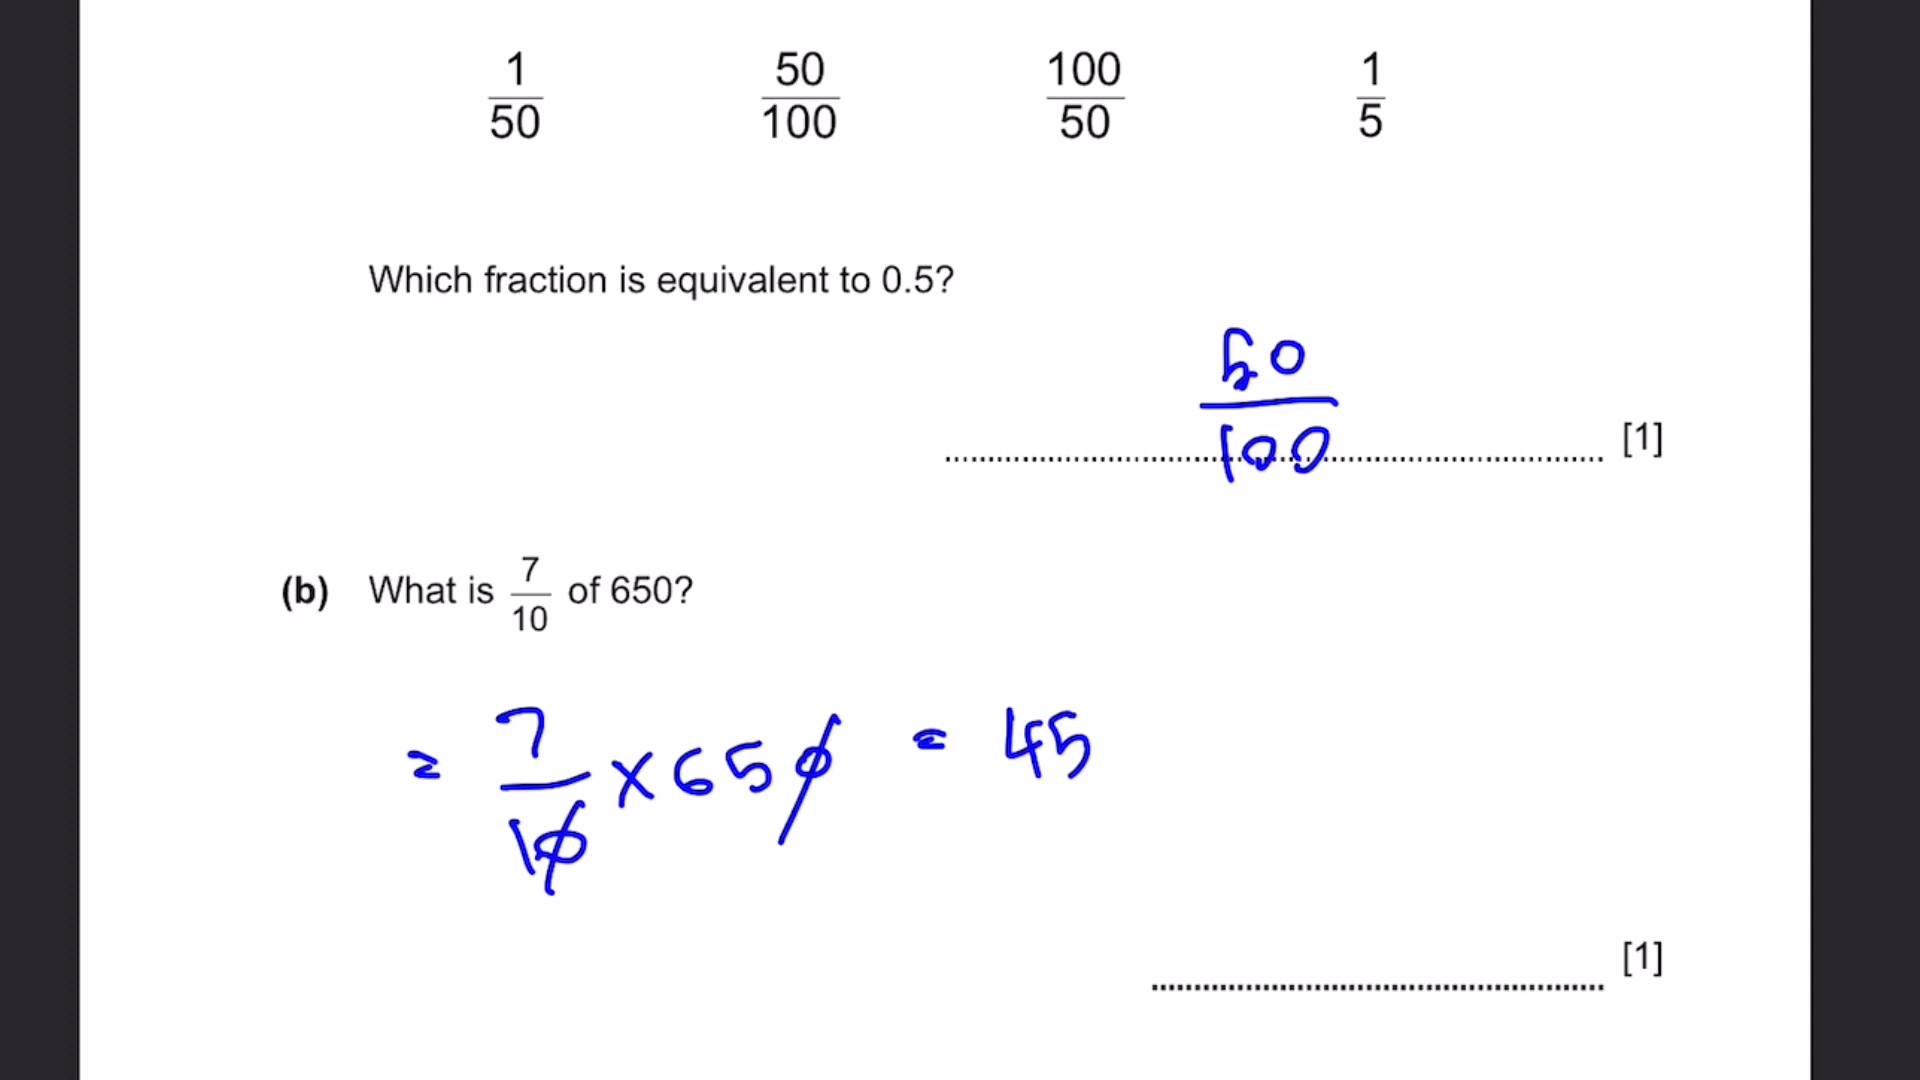 1/50 50/100 100/50 1/5
Which fraction is equivalent to 0.5?
50/100
[1]
(b) What is 7/10 of 650?
= 7/10 × 650 = 45
[1]